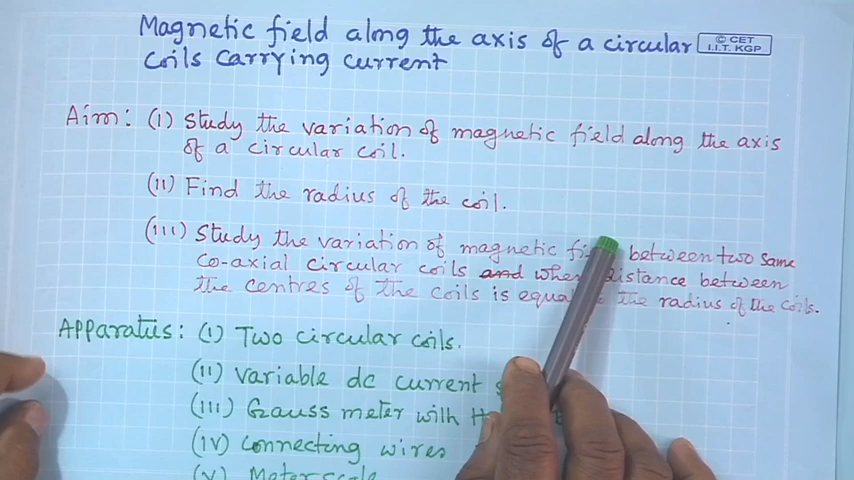 Magnetic field along the axis of a circular
coils carrying current
© CET
I.I.T. KGP
Aim: (I) Study the variation of magnetic field along the axis
of a circular coil.
(II) Find the radius of the coil.
(III) Study the variation of magnetic between two same
co-axial circular coils and when distance between
the centres of the coils is the radius of the coils.
Apparatus: (I) Two circular coils.
(II) Variable dc current
(III) Gauss meter with
(IV) Connecting wires
(V) Meter scale